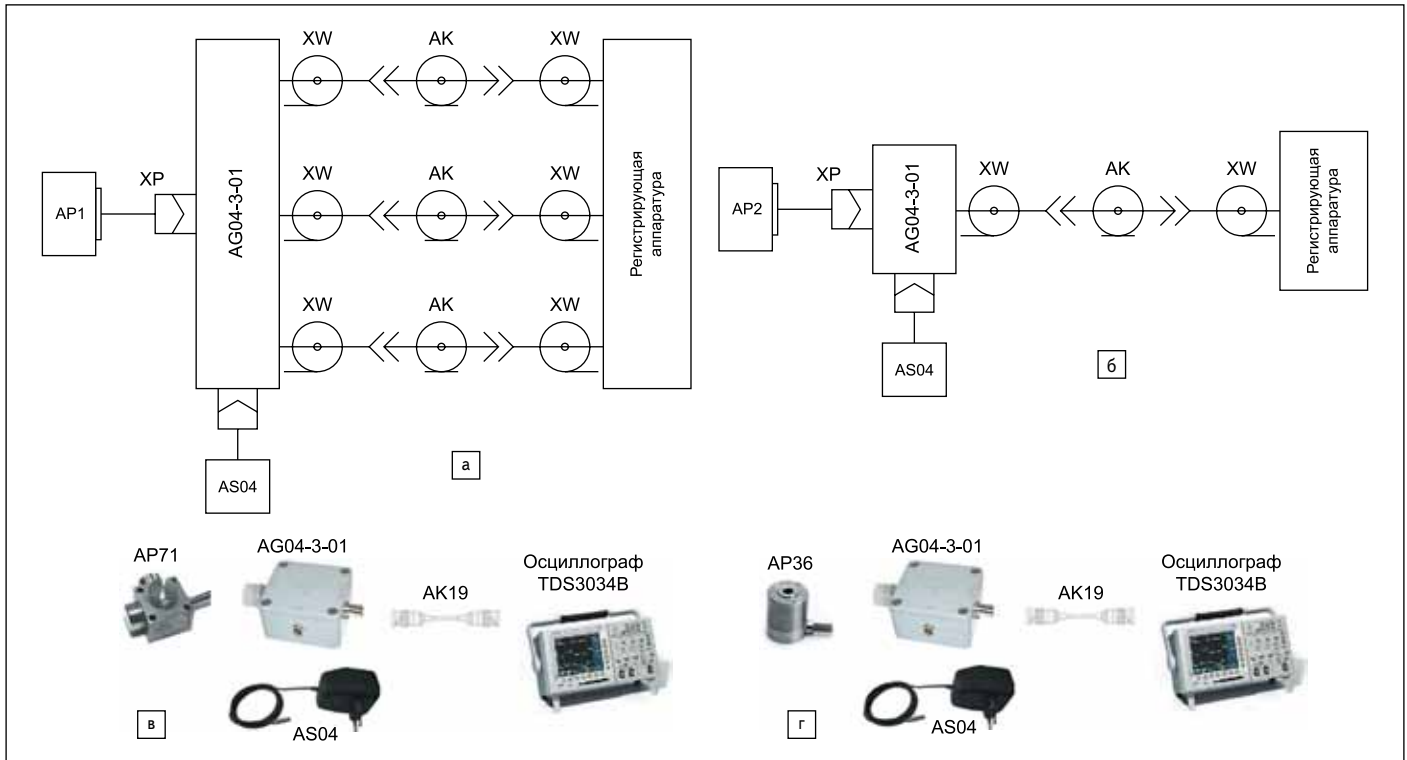 XW
AK
XW
XP
AP1
AG04-3-01
XW
AK
XW
XW
AK
XW
Регистрирующая
аппаратура
AS04
а
XP
AP2
AG04-3-01
XW
AK
XW
Регистрирующая
аппаратура
AS04
б
AP71
AG04-3-01
AK19
Осциллограф
TDS3034B
AS04
в
AP36
AG04-3-01
AK19
Осциллограф
TDS3034B
AS04
г